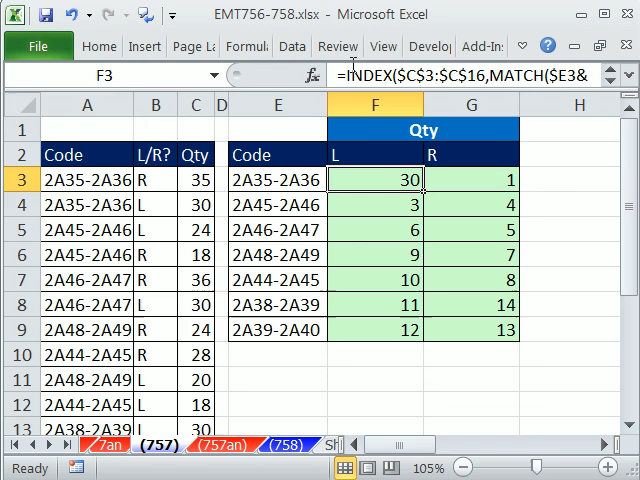 EMT756-758.xlsx - Microsoft Excel
File Home Insert Page La Formula Data Review View Develop Add-Ins
F3 fx =INDEX($C$3:$C$16,MATCH($E3&
A B C D E F G H
1 Qty
2 Code L/R? Qty Code L R
3 2A35-2A36 R 35 2A35-2A36 30 1
4 2A35-2A36 L 30 2A45-2A46 3 4
5 2A45-2A46 L 24 2A46-2A47 6 5
6 2A45-2A46 R 18 2A48-2A49 9 7
7 2A46-2A47 R 36 2A44-2A45 10 8
8 2A46-2A47 L 30 2A38-2A39 11 14
9 2A48-2A49 R 24 2A39-2A40 12 13
10 2A44-2A45 R 28
11 2A48-2A49 L 20
12 2A44-2A45 L 18
13 2A38-2A39 L 30
7an (757) (757an) (758) Sh
Ready 105%